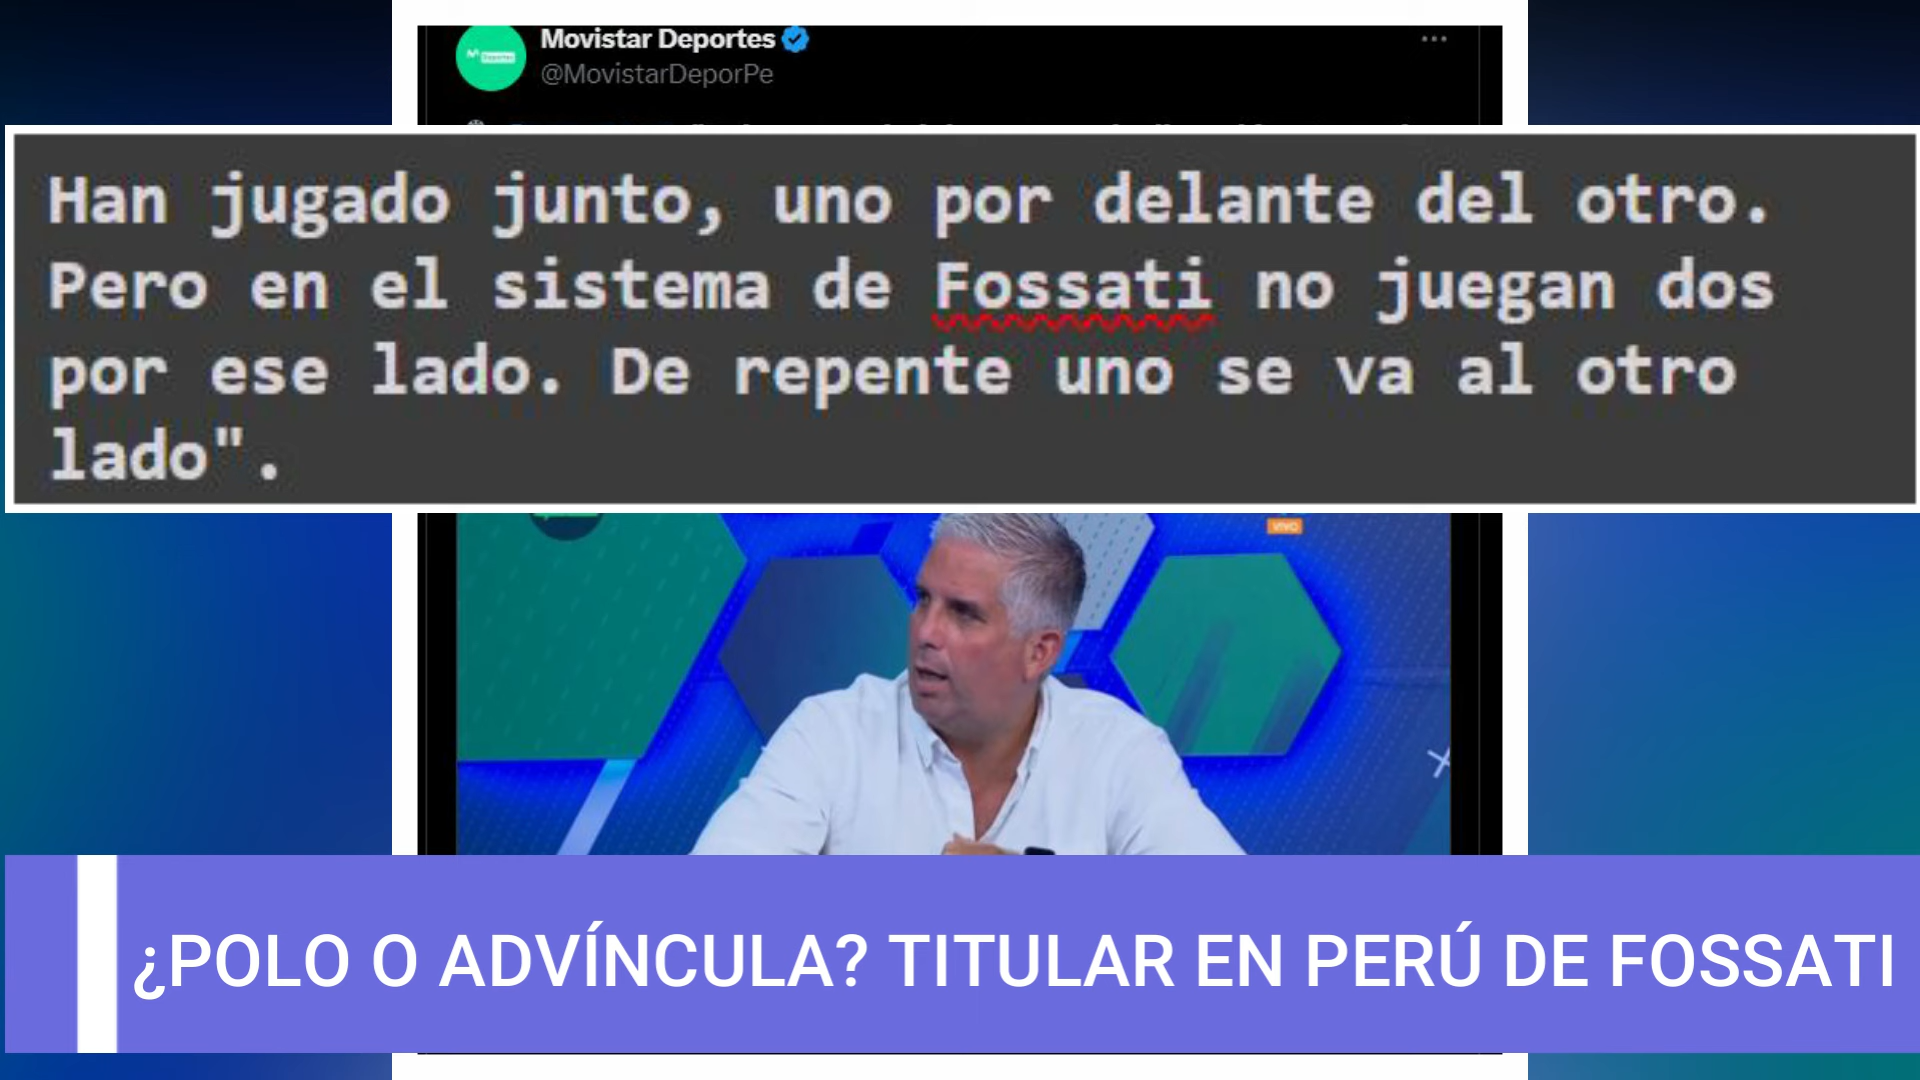 Movistar Deportes
@MovistarDeporPe
Han jugado junto, uno por delante del otro.
Pero en el sistema de Fossati no juegan dos
por ese lado. De repente uno se va al otro
lado".
VIVO
¿POLO O ADVÍNCULA? TITULAR EN PERÚ DE FOSSATI